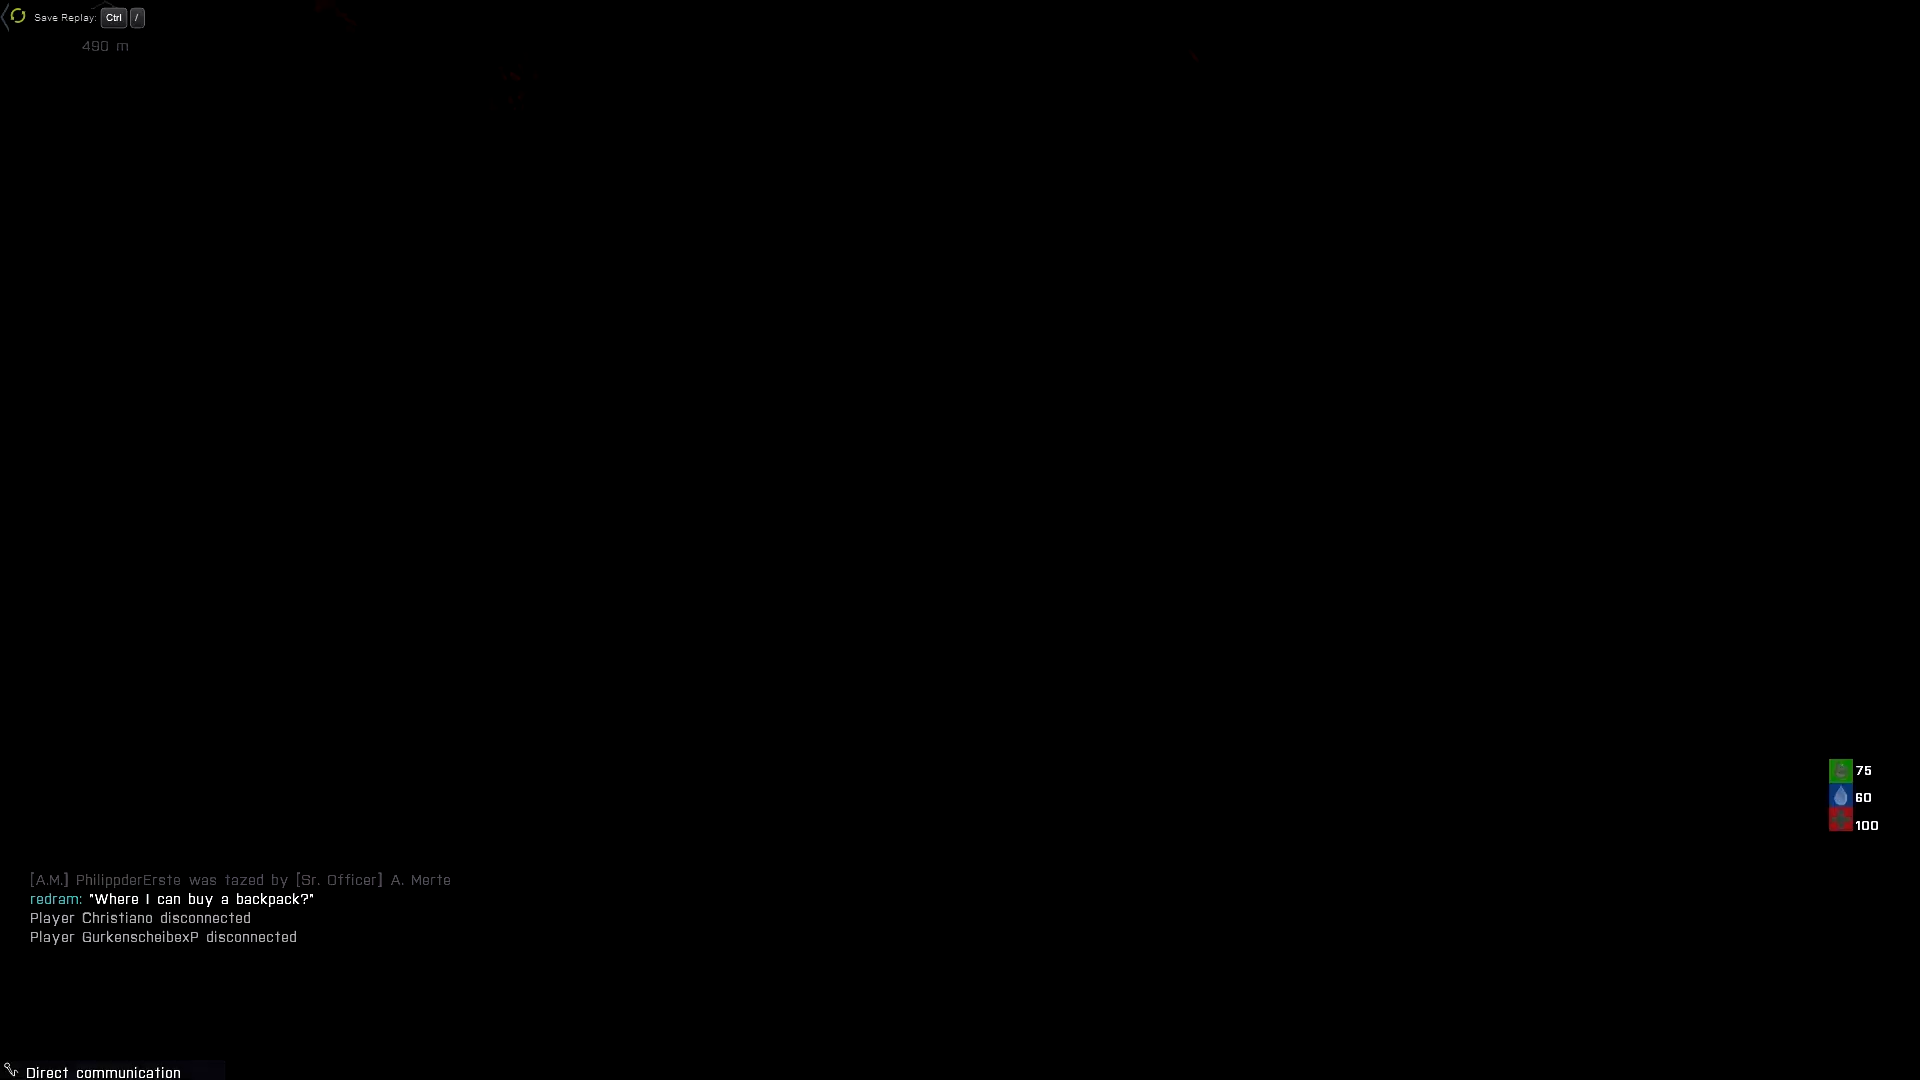 Save Replay: Ctrl /
490 m
75
60
100
[A.M.] PhilippderErste was tazed by [Sr. Officer] A. Merte
redram: "Where I can buy a backpack?"
Player Christiano disconnected
Player GurkenscheibexP disconnected
Direct communication